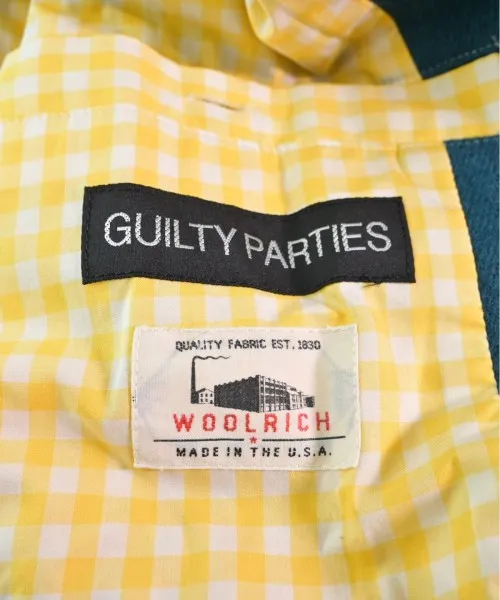 GUILTY PARTIES
QUALITY FABRIC EST. 1830
WOOLRICH
MADE IN THE U.S.A.